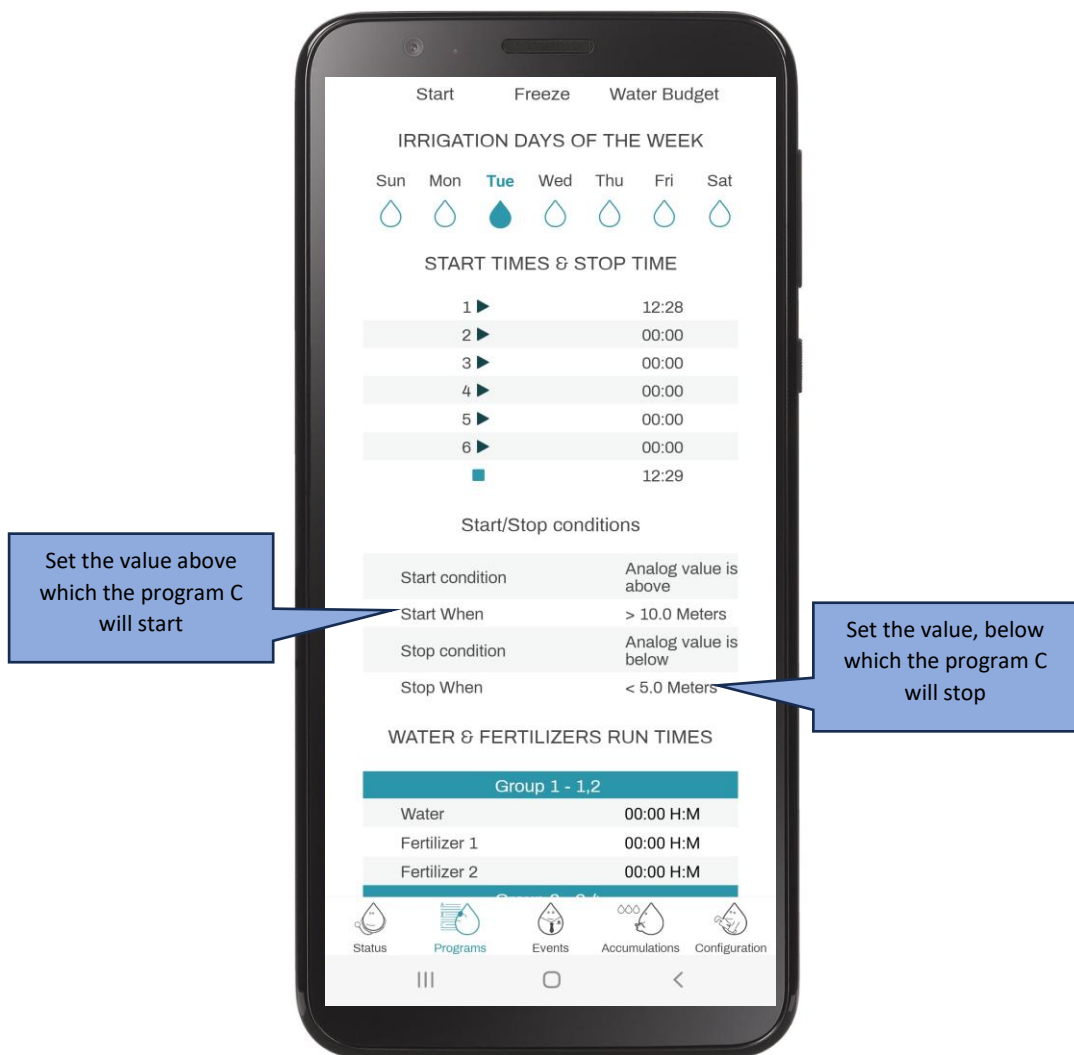 Start Freeze Water Budget
IRRIGATION DAYS OF THE WEEK
Sun Mon Tue Wed Thu Fri Sat
START TIMES & STOP TIME
1 12:28
2 00:00
3 00:00
4 00:00
5 00:00
6 00:00
12:29
Start/Stop conditions
Set the value above
which the program C
will start
Start condition Analog value is
above
Start When > 10.0 Meters
Stop condition Analog value is
below
Stop When < 5.0 Meters
Set the value, below
which the program C
will stop
WATER & FERTILIZERS RUN TIMES
Group 1 - 1,2
Water 00:00 H:M
Fertilizer 1 00:00 H:M
Fertilizer 2 00:00 H:M
Status Programs Events Accumulations Configuration